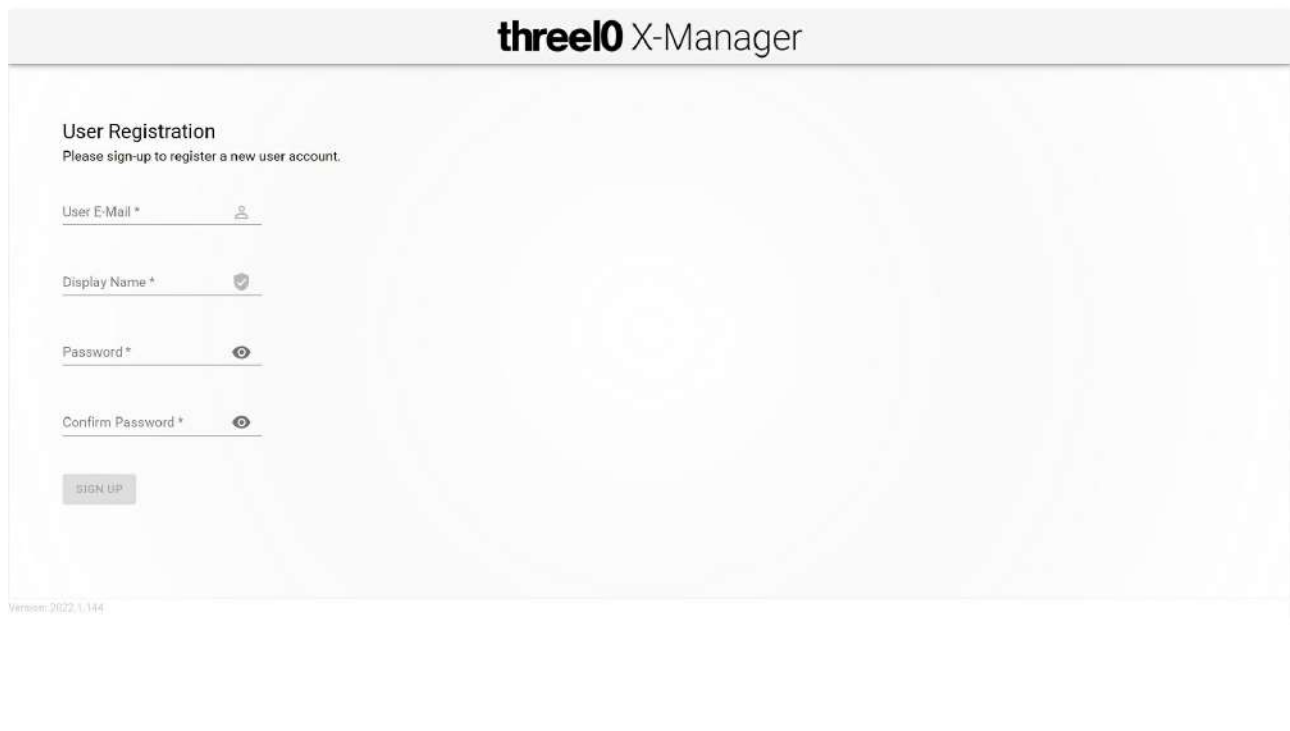 threel0 X-Manager
User Registration
Please sign-up to register a new user account.
User E-Mail *
Display Name *
Password *
Confirm Password *
SIGN UP
Version: 2022.1.144